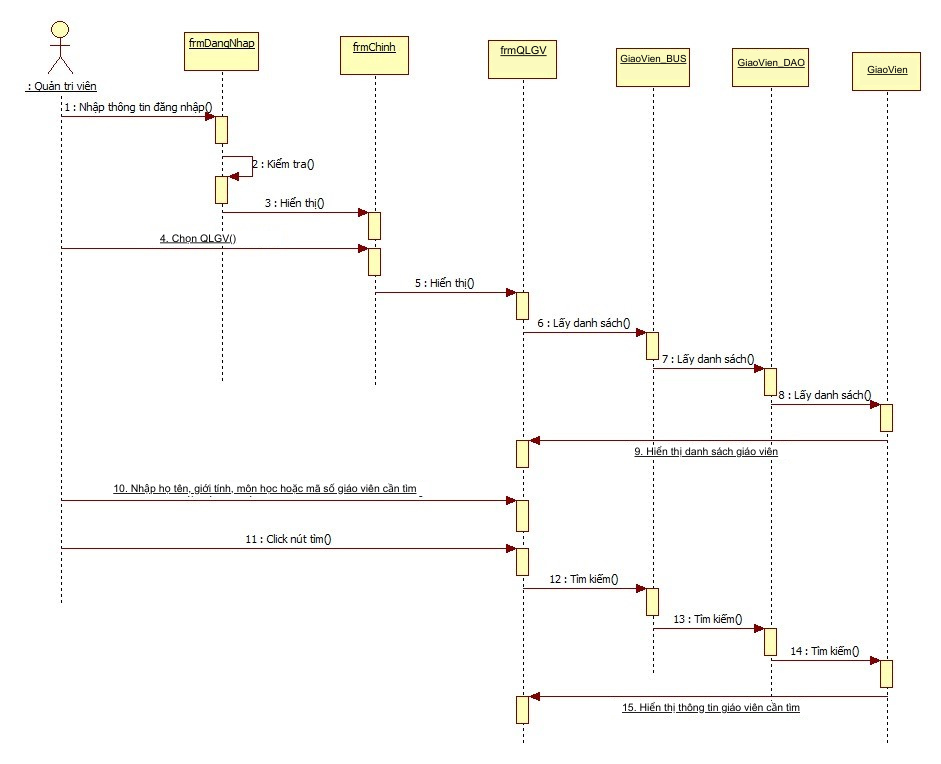 frmDangNhap
frmChinh
frmQLGV
GiaoVien_BUS
GiaoVien_DAO
GiaoVien
: Quản trị viên
1 : Nhập thông tin đăng nhập()
2 : Kiểm tra()
3 : Hiển thị()
4. Chọn QLGV()
5 : Hiển thị()
6 : Lấy danh sách()
7 : Lấy danh sách()
8 : Lấy danh sách()
9. Hiển thị danh sách giáo viên
10. Nhập họ tên, giới tính, môn học hoặc mã số giáo viên cần tìm
11 : Click nút tìm()
12 : Tìm kiếm()
13 : Tìm kiếm()
14 : Tìm kiếm()
15. Hiển thị thông tin giáo viên cần tìm